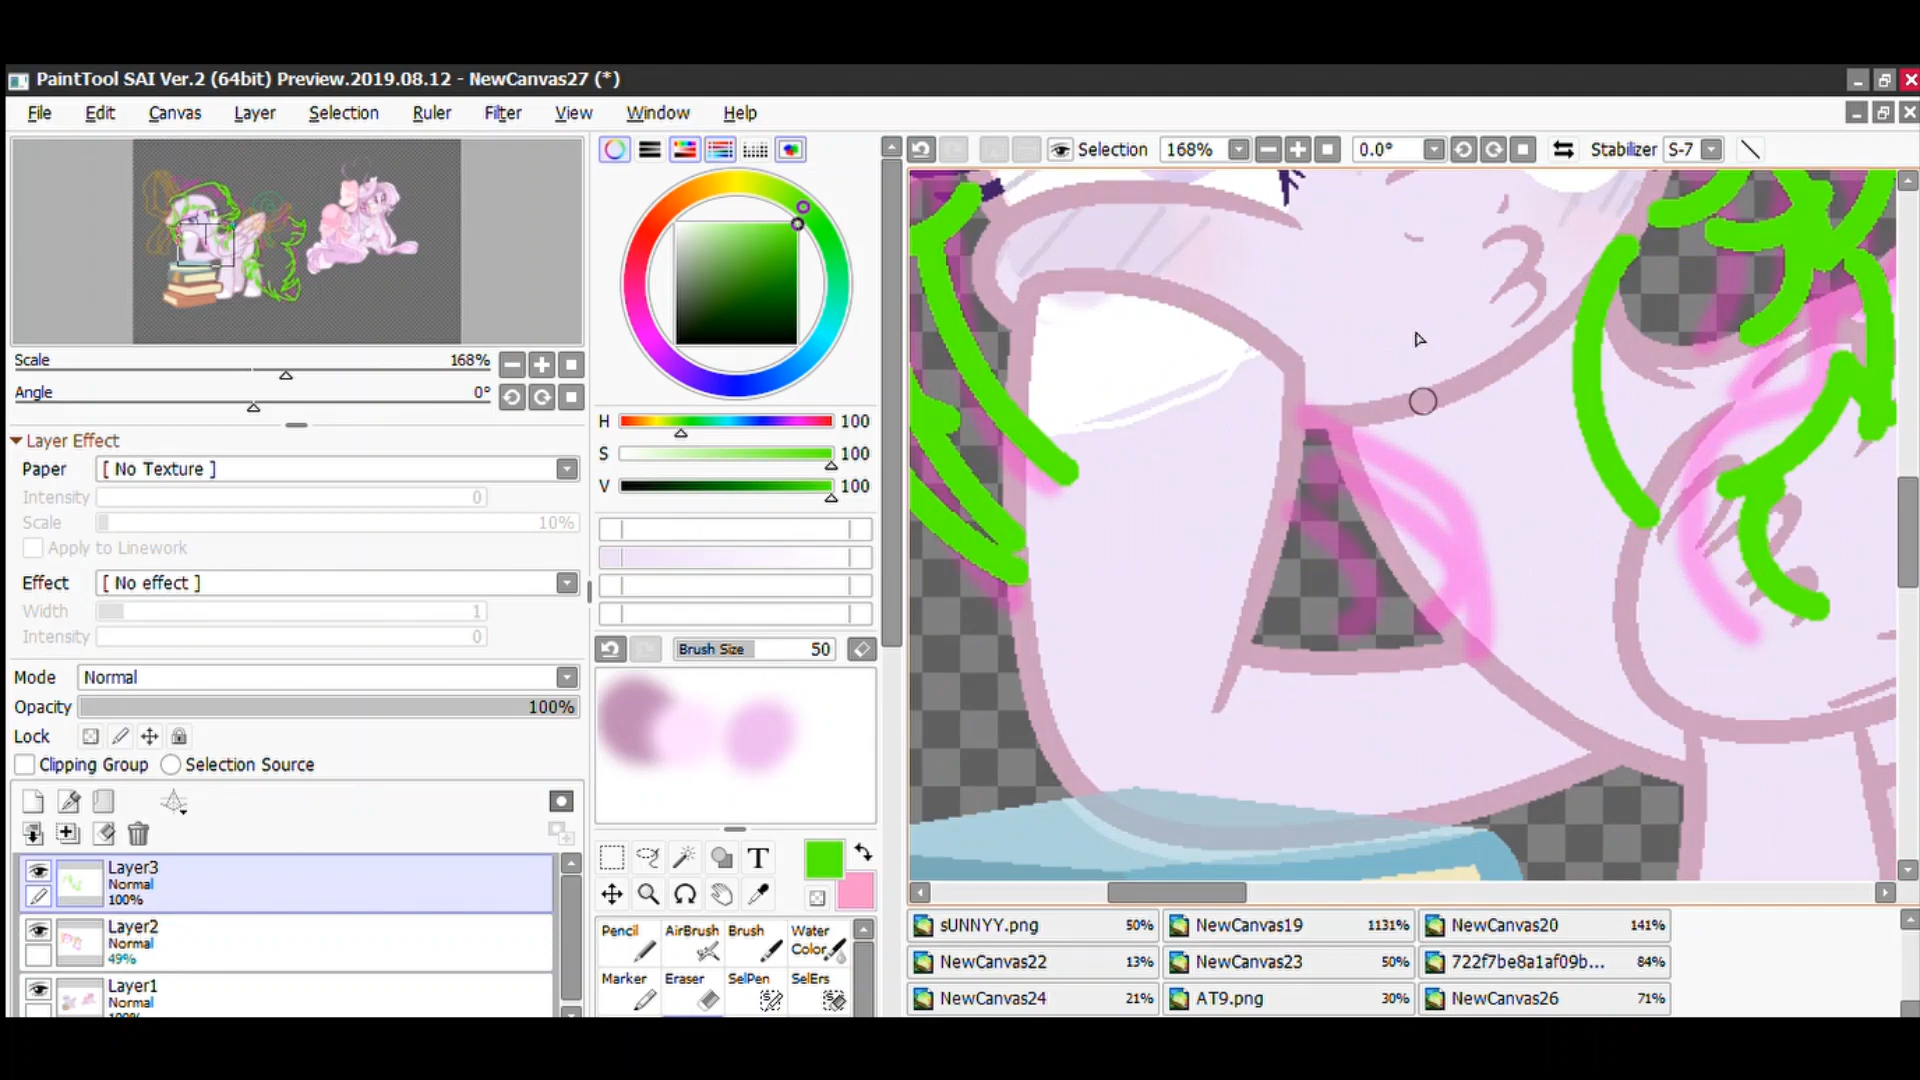 PaintTool SAI Ver.2 (64bit) Preview.2019.08.12 - NewCanvas27 (*)
File Edit Canvas Layer Selection Ruler Filter View Window Help
Selection 168% 0.0° Stabilizer S-7
Scale 168%
Angle 0°
Layer Effect
Paper [ No Texture ]
Intensity 0
Scale 10%
Apply to Linework
Effect [ No effect ]
Width 1
Intensity 0
Mode Normal
Opacity 100%
Lock
Clipping Group Selection Source
Layer3
Normal
100%
Layer2
Normal
49%
Layer1
Normal
100%
H 100
S 100
V 100
Brush Size 50
T
Pencil AirBrush Brush Water Color
Marker Eraser SelPen SelErs
sUNNYY.png 50% NewCanvas19 1131% NewCanvas20 141%
NewCanvas22 13% NewCanvas23 50% 722f7be8a1af09b... 84%
NewCanvas24 21% AT9.png 30% NewCanvas26 71%